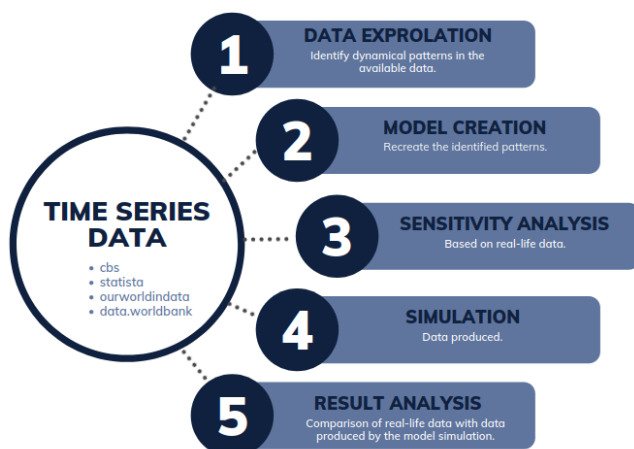 1
DATA EXPROLATION
Identify dynamical patterns in the
available data.
2
MODEL CREATION
Recreate the identified patterns.
TIME SERIES
DATA
• cbs
• statista
• ourworldindata
• data.worldbank
3
SENSITIVITY ANALYSIS
Based on real-life data.
4
SIMULATION
Data produced.
5
RESULT ANALYSIS
Comparison of real-life data with data
produced by the model simulation.